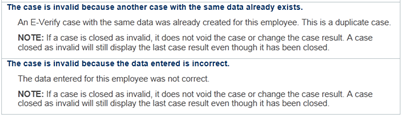 The case is invalid because another case with the same data already exists.
An E-Verify case with the same data was already created for this employee. This is a duplicate case.
NOTE: If a case is closed as invalid, it does not void the case or change the case result. A case
closed as invalid will still display the last case result even though it has been closed.
The case is invalid because the data entered is incorrect.
The data entered for this employee was not correct.
NOTE: If a case is closed as invalid, it does not void the case or change the case result. A case
closed as invalid will still display the last case result even though it has been closed.